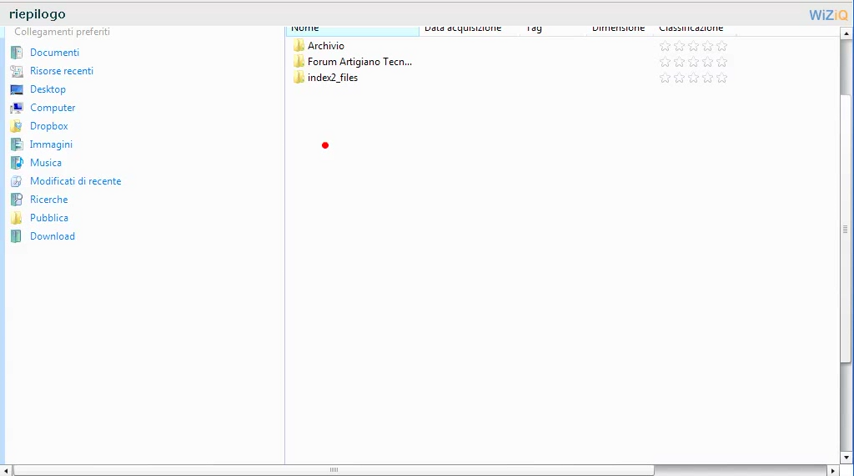 riepilogo
WiZiQ
Collegamenti preferiti
Documenti
Risorse recenti
Desktop
Computer
Dropbox
Immagini
Musica
Modificati di recente
Ricerche
Pubblica
Download
Nome Data acquisizione Tag Dimensione Classificazione
Archivio
Forum Artigiano Tecn...
index2_files